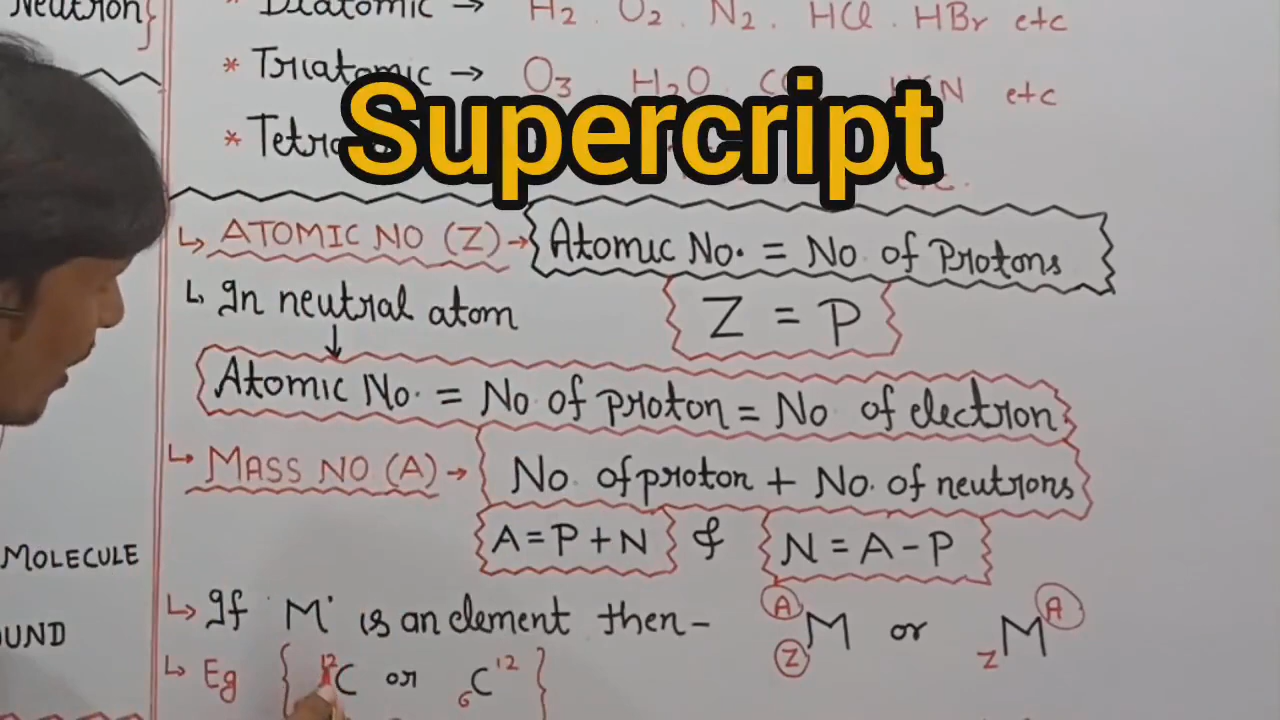 Neutron}
* Diatomic → H2 . O2 . N2 . HCl . HBr etc
* Triatomic → O3 H2O etc
Supercript
etc.
↳ ATOMIC NO (Z) → Atomic No. = No of Protons
↳ In neutral atom
Z = P
Atomic No. = No of proton = No of electron
↳ MASS NO (A) → No. of proton + No. of neutrons
A = P + N & N = A - P
MOLECULE
↳ If 'M' is an element then - A Z M or Z M A
OUND
↳ Eg { 12 C or 6 C 12 }